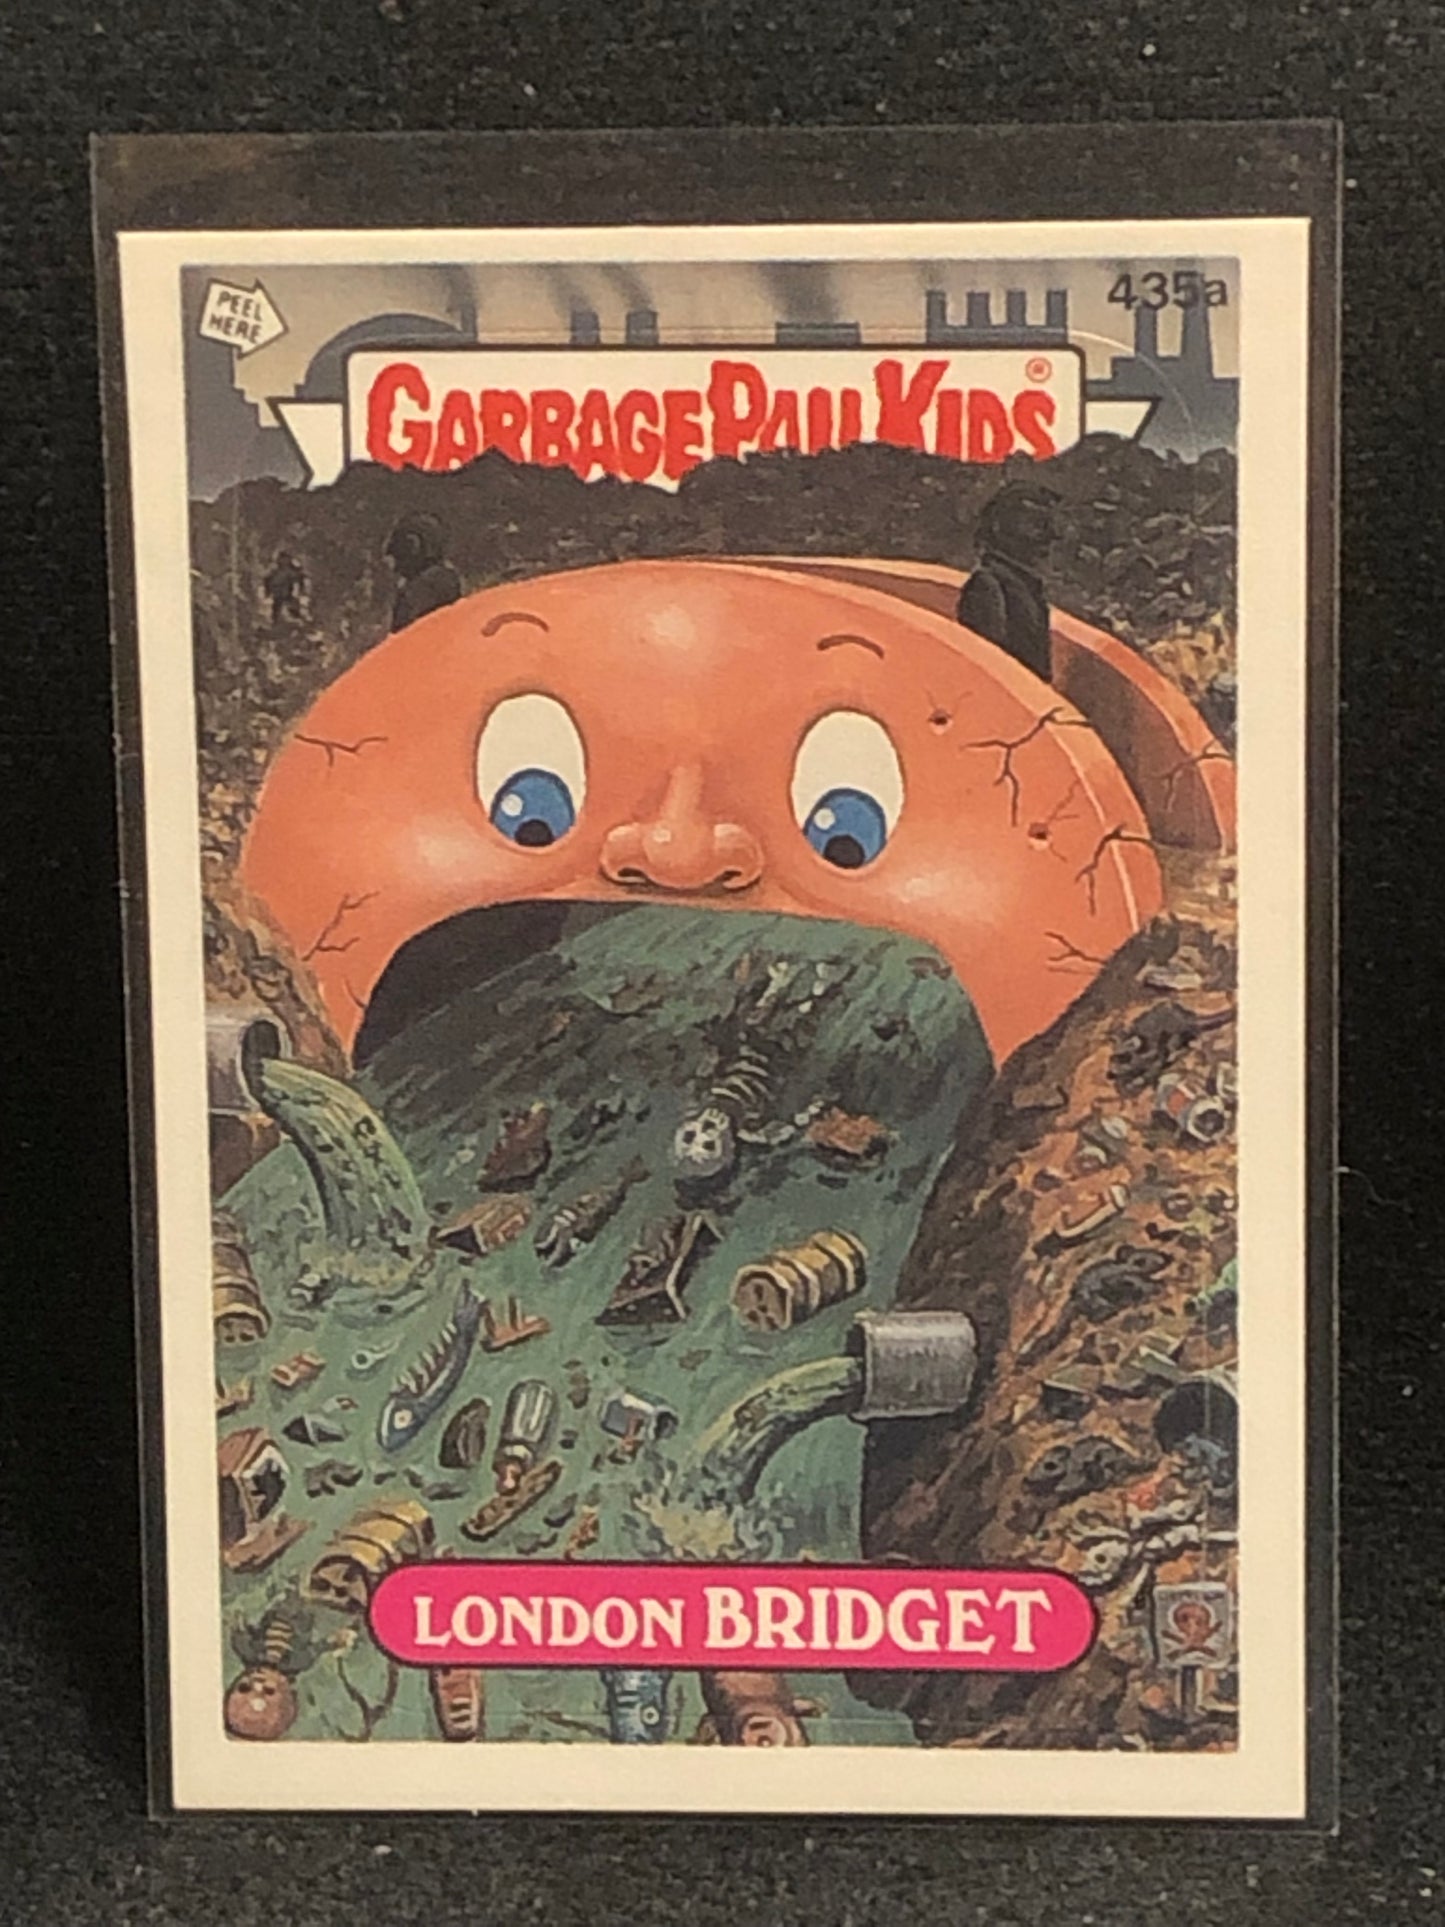 PEEL
HERE
435a
GARBAGE PAIL KIDS®
LONDON BRIDGET